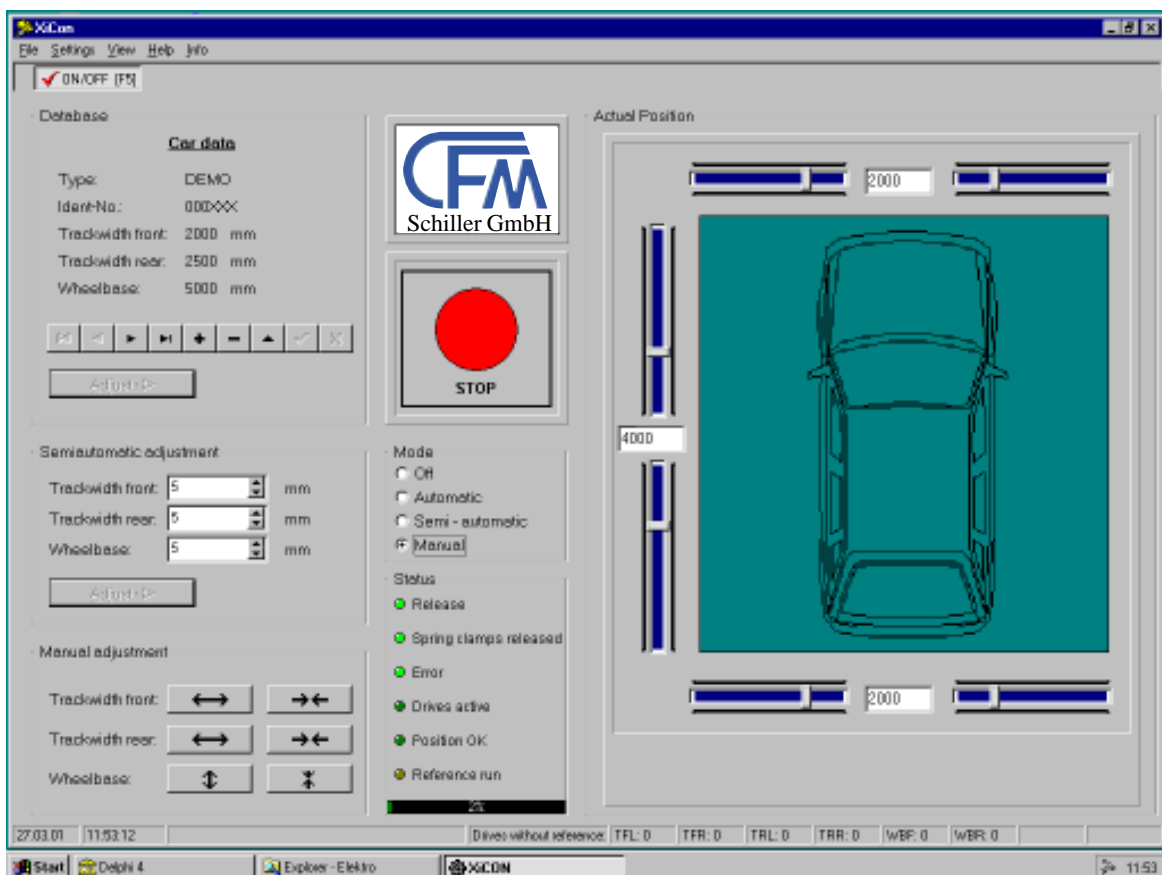 XiCon
File Settings View Help Info
ON/OFF (F5)
Database
Car data
Type: DEMO
Ident-No.: 000XXX
Trackwidth front: 2000 mm
Trackwidth rear: 2500 mm
Wheelbase: 5000 mm
Adjust
Semiautomatic adjustment
Trackwidth front: 5 mm
Trackwidth rear: 5 mm
Wheelbase: 5 mm
Adjust
Manual adjustment
Trackwidth front:
Trackwidth rear:
Wheelbase:
CFM
Schiller GmbH
STOP
Mode
Off
Automatic
Semi - automatic
Manual
Status
Release
Spring clamps released
Error
Drives active
Position OK
Reference run
Actual Position
2000
4000
2000
27.03.01 11:53:12 Drives without reference: TFL: 0 TFR: 0 TRL: 0 TRR: 0 WBF: 0 WBR: 0
Start Delphi 4 Explorer - Elektro XiCON 11:53